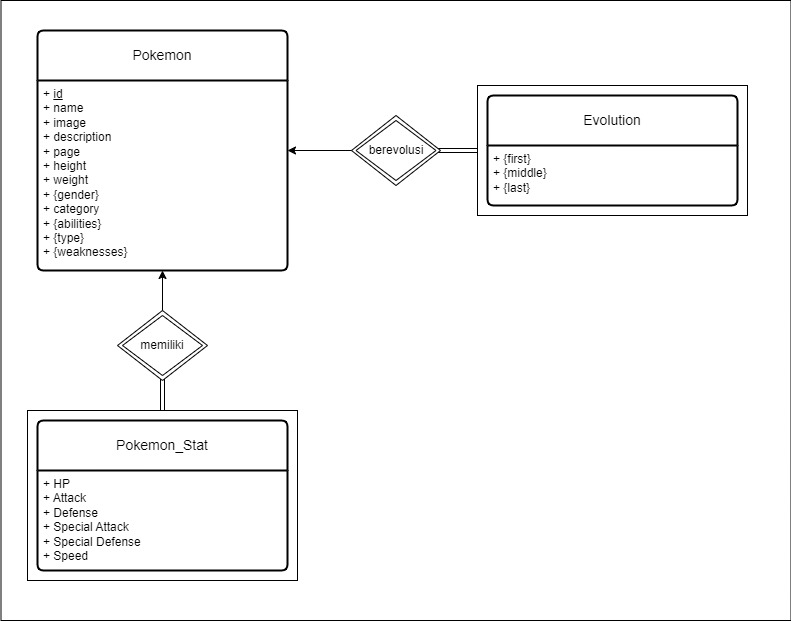 Pokemon
+ id
+ name
+ image
+ description
+ page
+ height
+ weight
+ {gender}
+ category
+ {abilities}
+ {type}
+ {weaknesses}
berevolusi
Evolution
+ {first}
+ {middle}
+ {last}
memiliki
Pokemon_Stat
+ HP
+ Attack
+ Defense
+ Special Attack
+ Special Defense
+ Speed